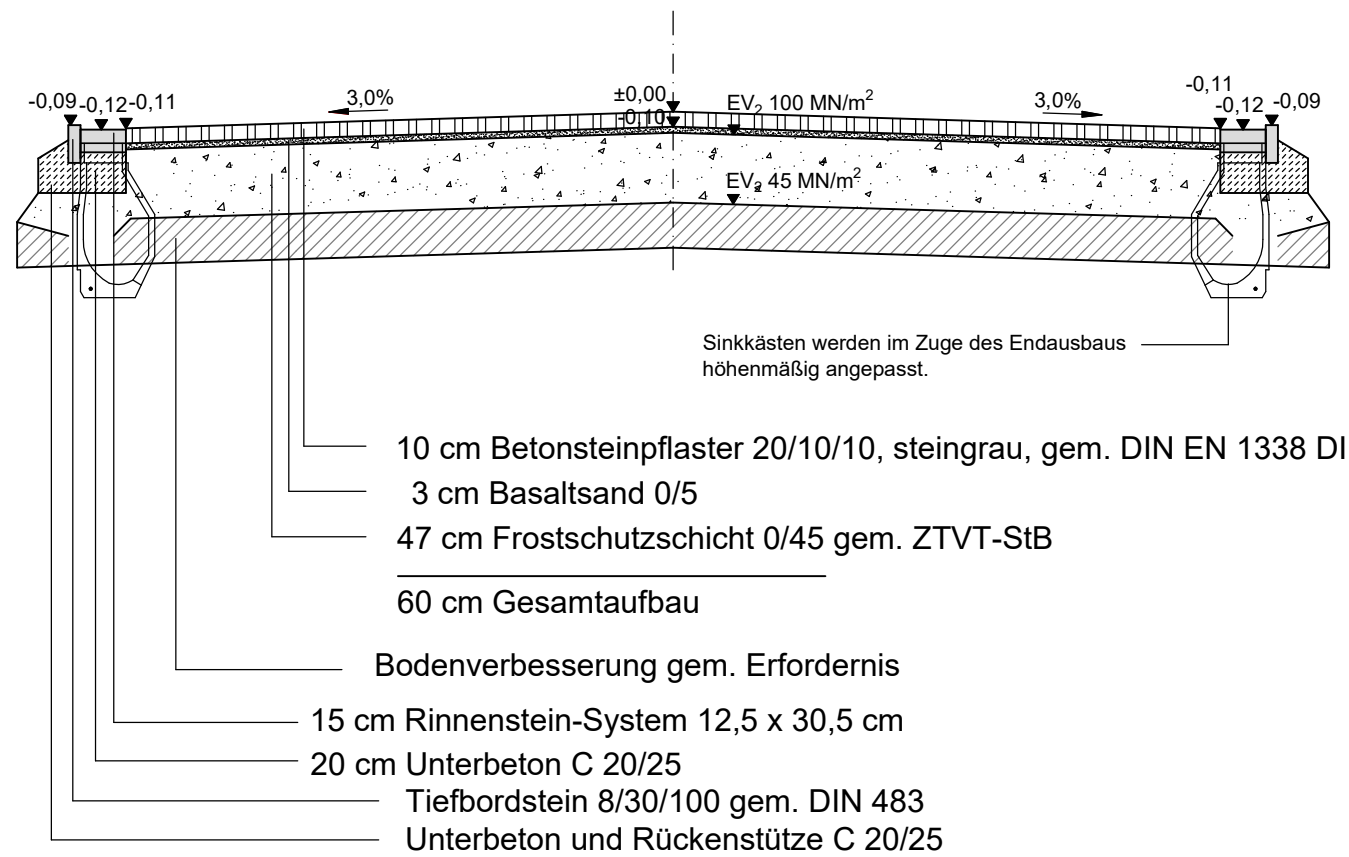 -0,09 -0,12 -0,11 3,0% ±0,00 EV2 100 MN/m² 3,0% -0,11 -0,12 -0,09
-0,10
EV2 45 MN/m²
Sinkkästen werden im Zuge des Endausbaus
höhenmäßig angepasst.
10 cm Betonsteinpflaster 20/10/10, steingrau, gem. DIN EN 1338 DI
3 cm Basaltsand 0/5
47 cm Frostschutzschicht 0/45 gem. ZTVT-StB
60 cm Gesamtaufbau
Bodenverbesserung gem. Erfordernis
15 cm Rinnenstein-System 12,5 x 30,5 cm
20 cm Unterbeton C 20/25
Tiefbordstein 8/30/100 gem. DIN 483
Unterbeton und Rückenstütze C 20/25